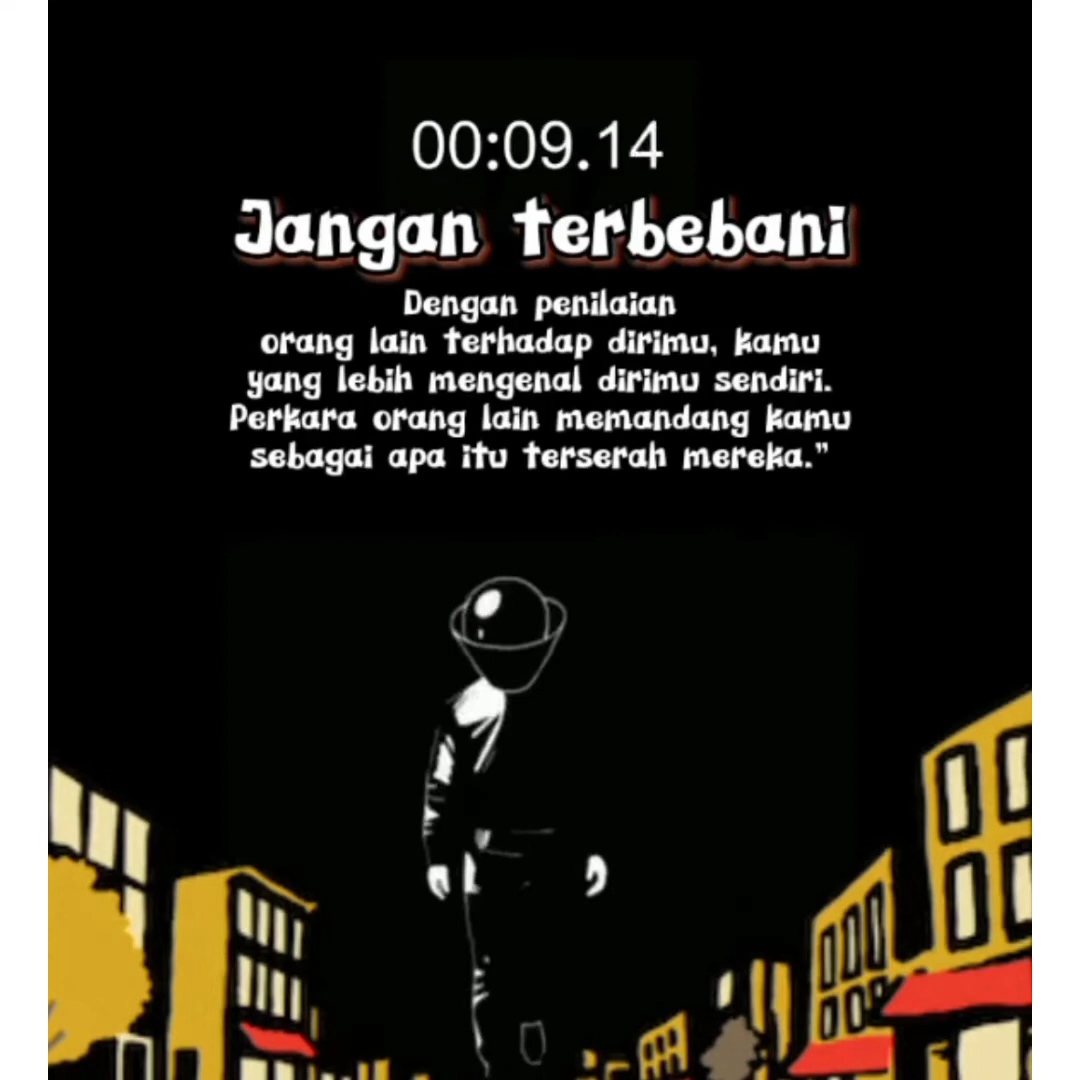 00:09.14
Jangan terbebani
Dengan penilaian
orang lain terhadap dirimu, kamu
yang lebih mengenal dirimu sendiri.
Perkara orang lain memandang kamu
sebagai apa itu terserah mereka.”